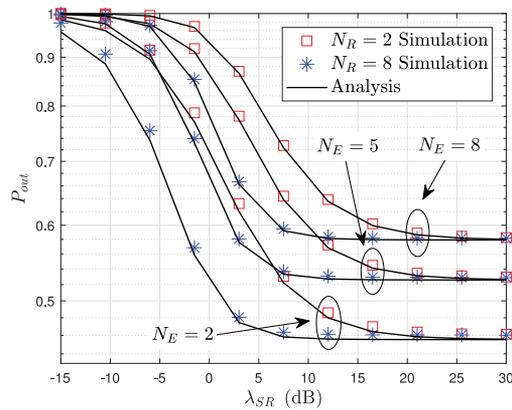 N_R = 2 Simulation
N_R = 8 Simulation
Analysis
N_E = 5
N_E = 8
N_E = 2
P_out
0.9
0.8
0.7
0.6
0.5
-15 -10 -5 0 5 10 15 20 25 30
λ_SR (dB)